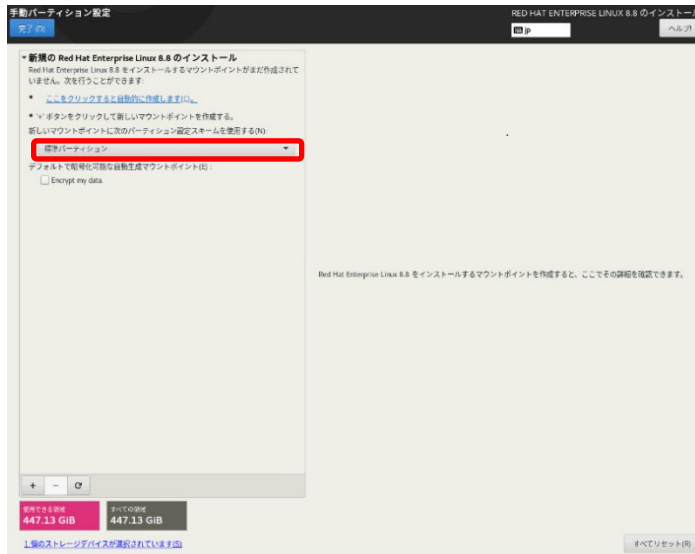 手動パーティション設定
RED HAT ENTERPRISE LINUX 8.8 のインストール
完了(D)
jp
ヘルプ!
新規の Red Hat Enterprise Linux 8.8 のインストール
Red Hat Enterprise Linux 8.8 をインストールするマウントポイントがまだ作成されて
いません。次を行うことができます:
ここをクリックすると自動的に作成します(C)。
'+' ボタンをクリックして新しいマウントポイントを作成する。
新しいマウントポイントに次のパーティション設定スキームを使用する(N):
標準パーティション
デフォルトで暗号化可能な自動生成マウントポイント(E) :
Encrypt my data.
Red Hat Enterprise Linux 8.8 をインストールするマウントポイントを作成すると、ここでその詳細を確認できます。
使用できる領域
447.13 GiB
すべての領域
447.13 GiB
1 個のストレージデバイスが選択されています(S)
すべてリセット(R)